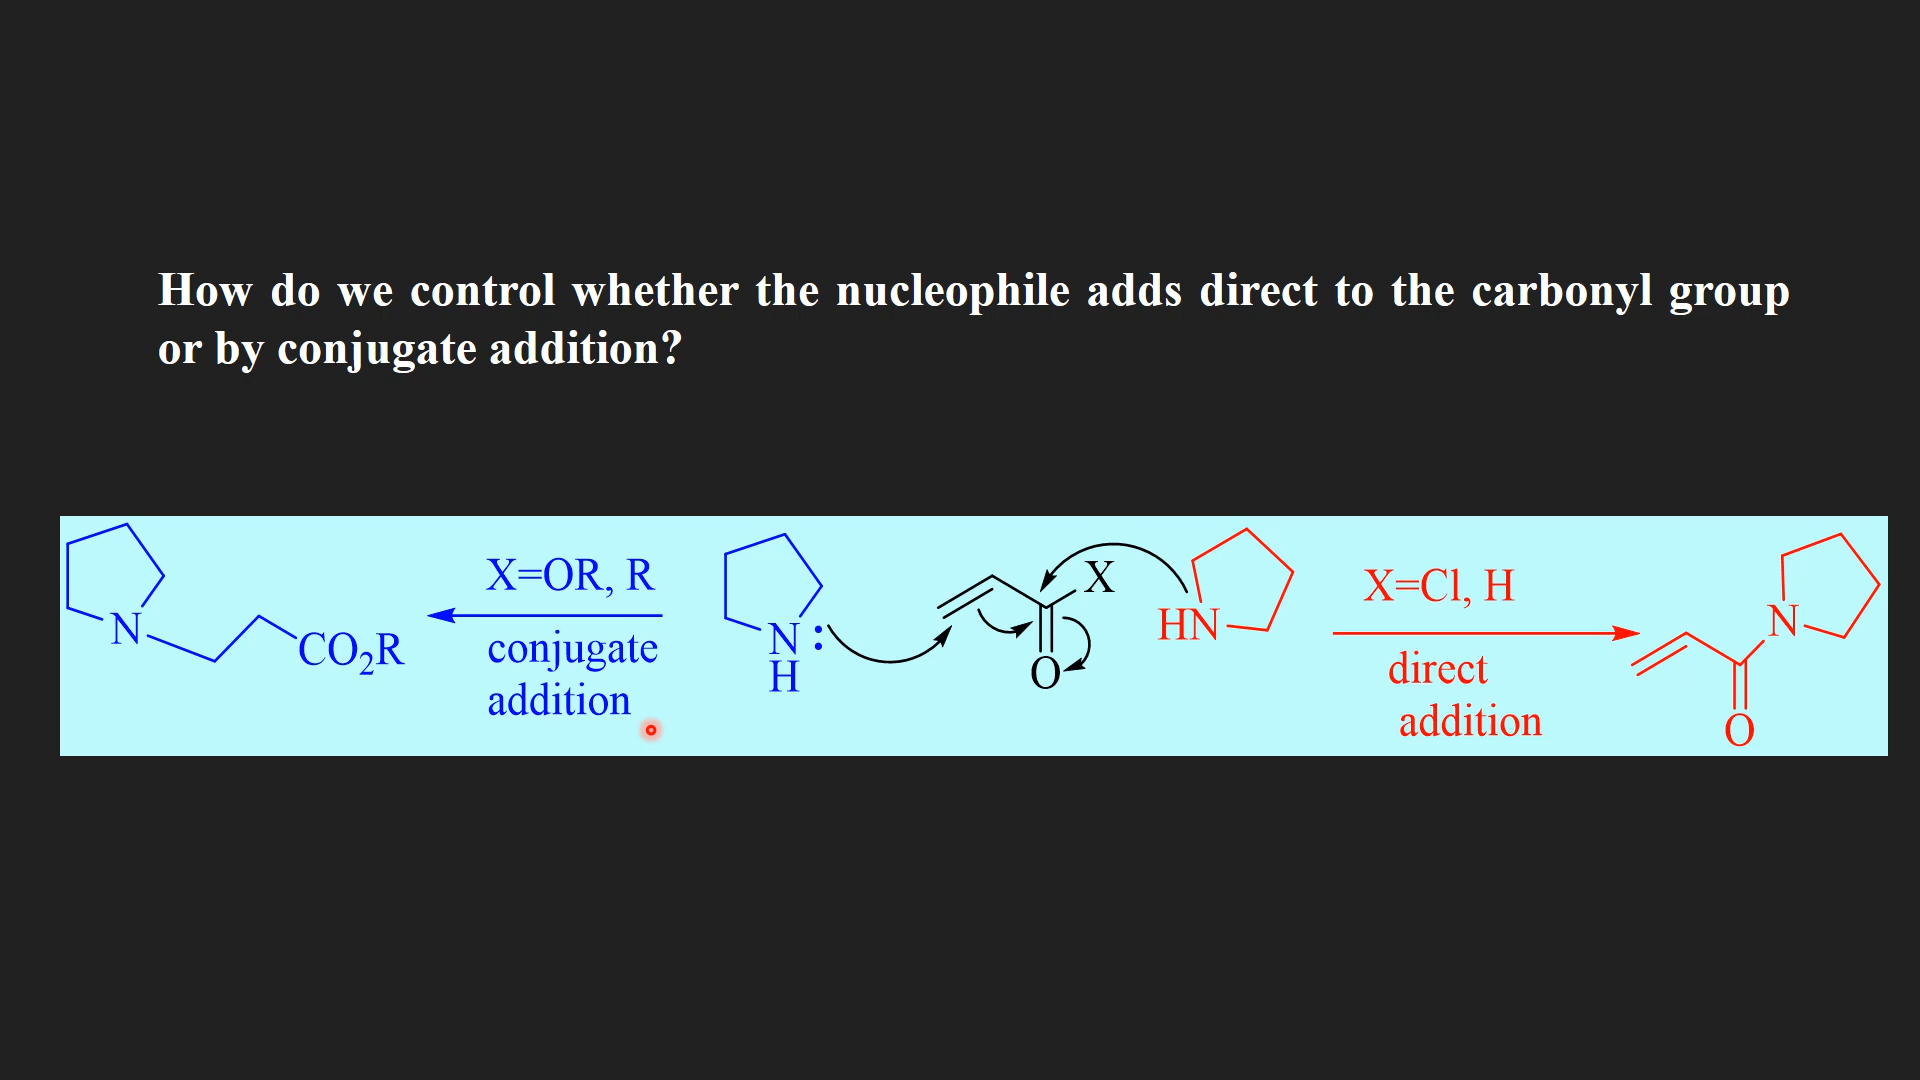 How do we control whether the nucleophile adds direct to the carbonyl group
or by conjugate addition?
N
CO₂R
X=OR, R
conjugate
addition
N:
H
X
O
HN
X=Cl, H
direct
addition
N
O